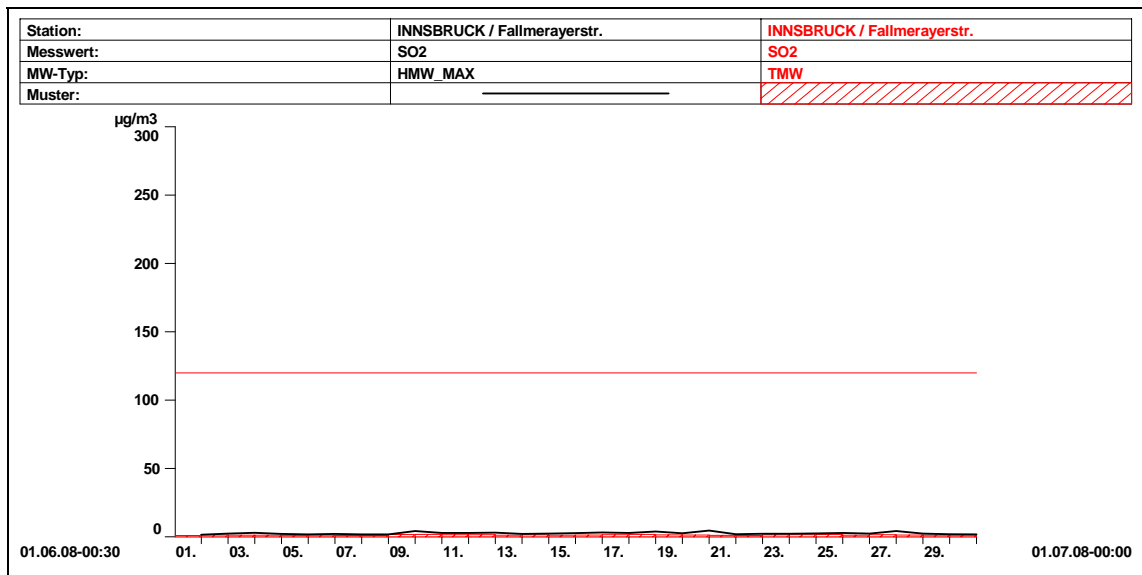 Station: INNSBRUCK / Fallmerayerstr. INNSBRUCK / Fallmerayerstr.
Messwert: SO2 SO2
MW-Typ: HMW_MAX TMW
Muster:
µg/m3
300
250
200
150
100
50
0
01.06.08-00:30 01. 03. 05. 07. 09. 11. 13. 15. 17. 19. 21. 23. 25. 27. 29. 01.07.08-00:00